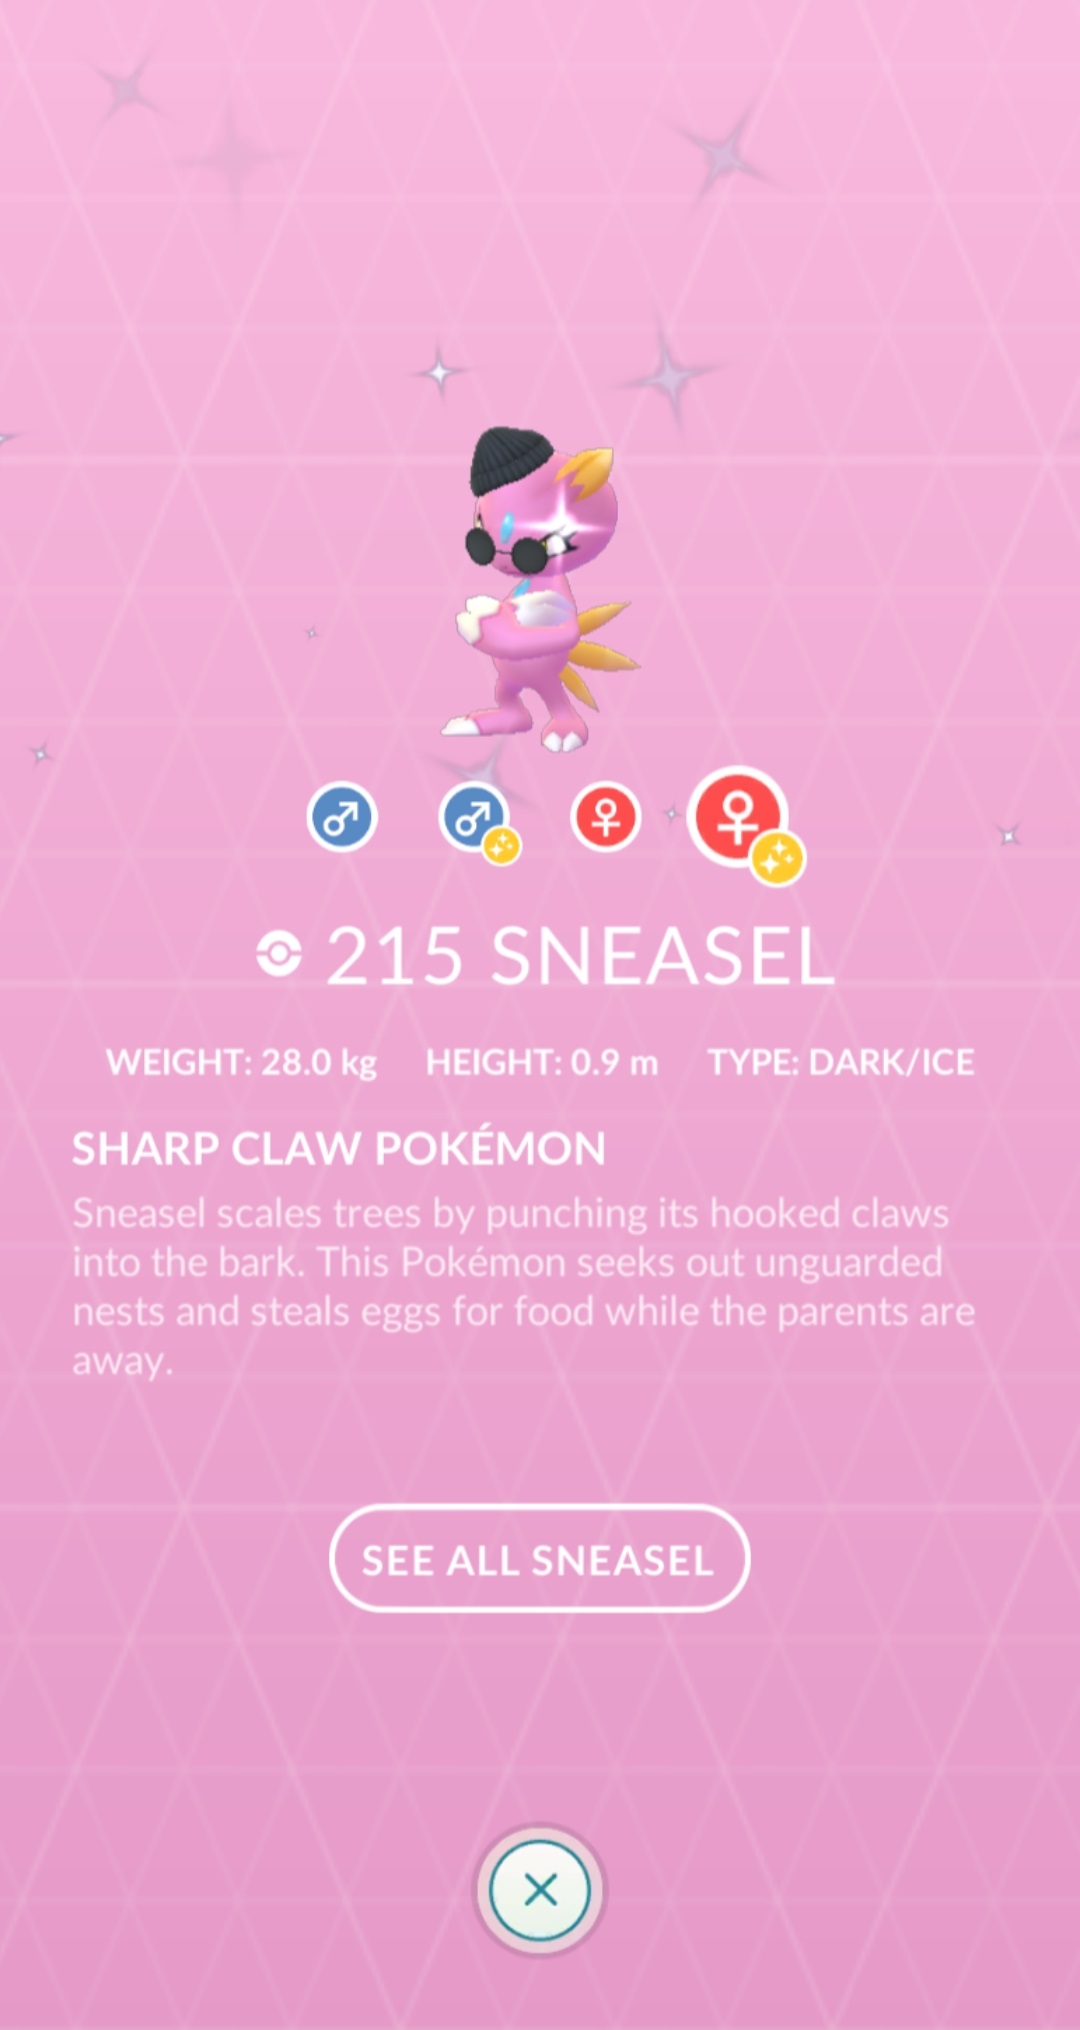 215 SNEASEL
WEIGHT: 28.0 kg HEIGHT: 0.9 m TYPE: DARK/ICE
SHARP CLAW POKÉMON
Sneasel scales trees by punching its hooked claws
into the bark. This Pokémon seeks out unguarded
nests and steals eggs for food while the parents are
away.
SEE ALL SNEASEL